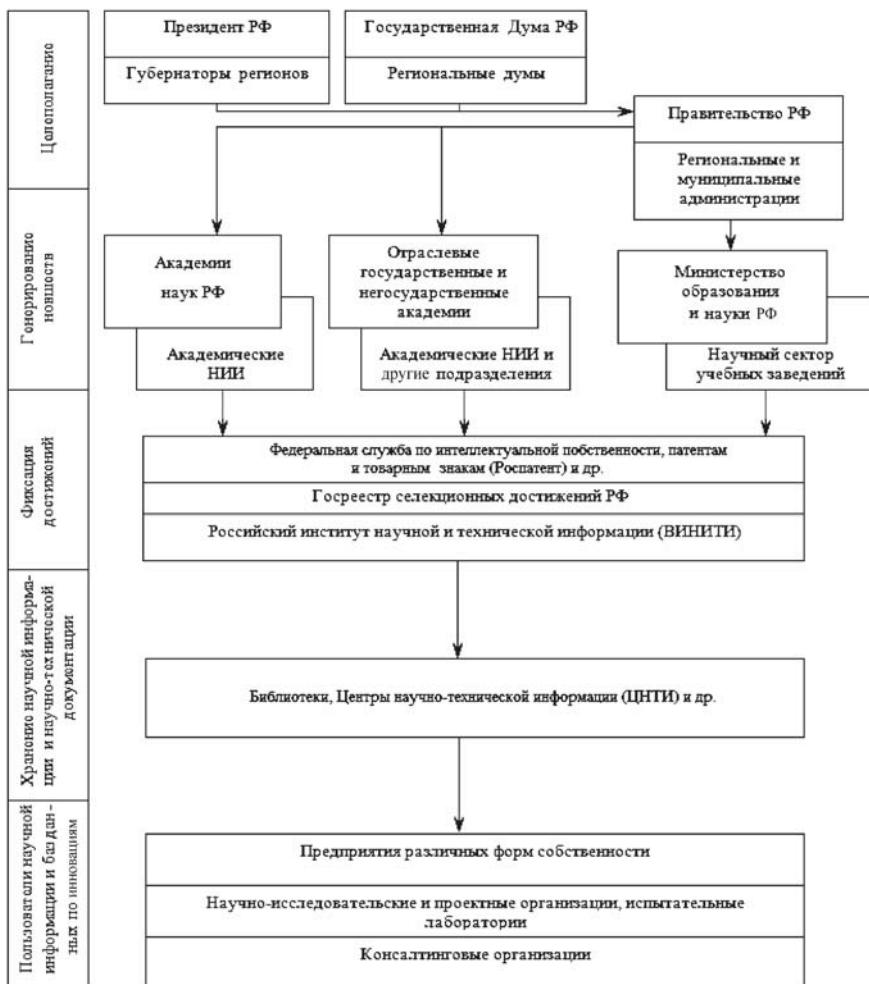 Целеполагание
Президент РФ
Губернаторы регионов
Государственная Дума РФ
Региональные думы
Правительство РФ
Региональные и
муниципальные
администрации
Генерирование
новшеств
Академии
наук РФ
Академические
НИИ
Отраслевые
государственные и
негосударственные
академии
Академические НИИ и
другие подразделения
Министерство
образования
и науки РФ
Научный сектор
учебных заведений
Фиксация
достижений
Федеральная служба по интеллектуальной побственности, патентам
и товарным знакам (Роспатент) и др.
Госреестр селекционных достижений РФ
Российский институт научной и технической информации (ВИНИТИ)
Хранение научной информа-
ции и научно-технической
документации
Библиотеки, Центры научно-технической информации (ЦНТИ) и др.
Пользователи научной
информации и баз дан-
ных по инновациям
Предприятия различных форм собственности
Научно-исследовательские и проектные организации, испытательные
лаборатории
Консалтинговые организации